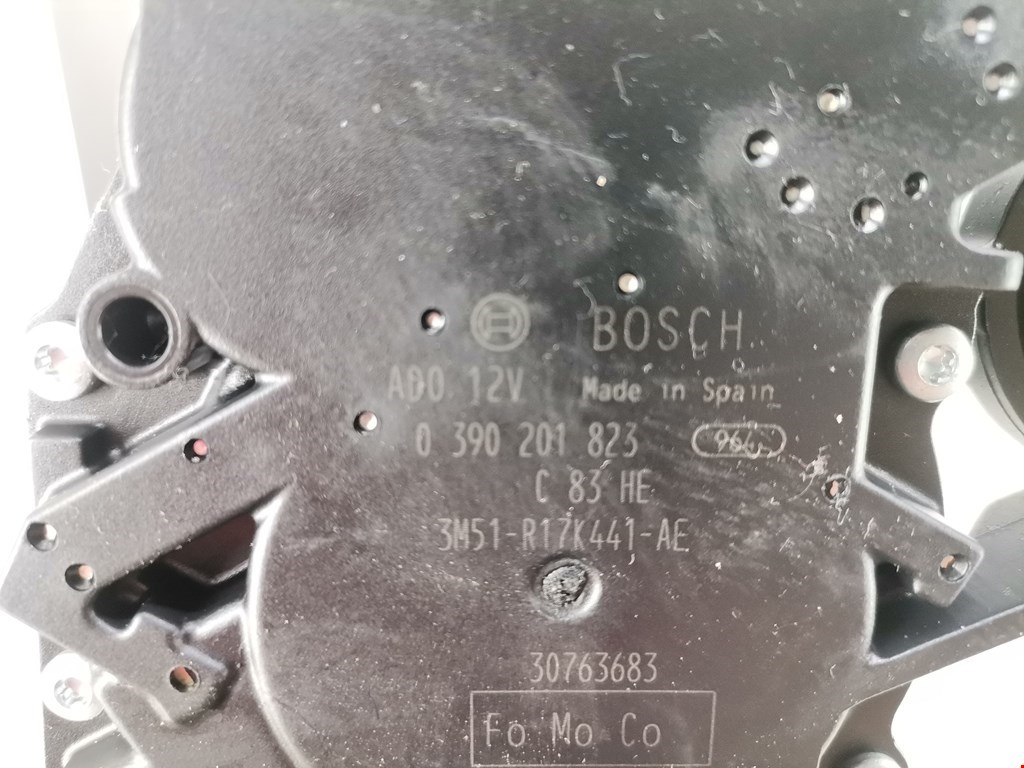 BOSCH
AD0 12V Made in Spain
0 390 201 823
C 83 HE
3M51-R17K441-AE
30763683
Fo Mo Co